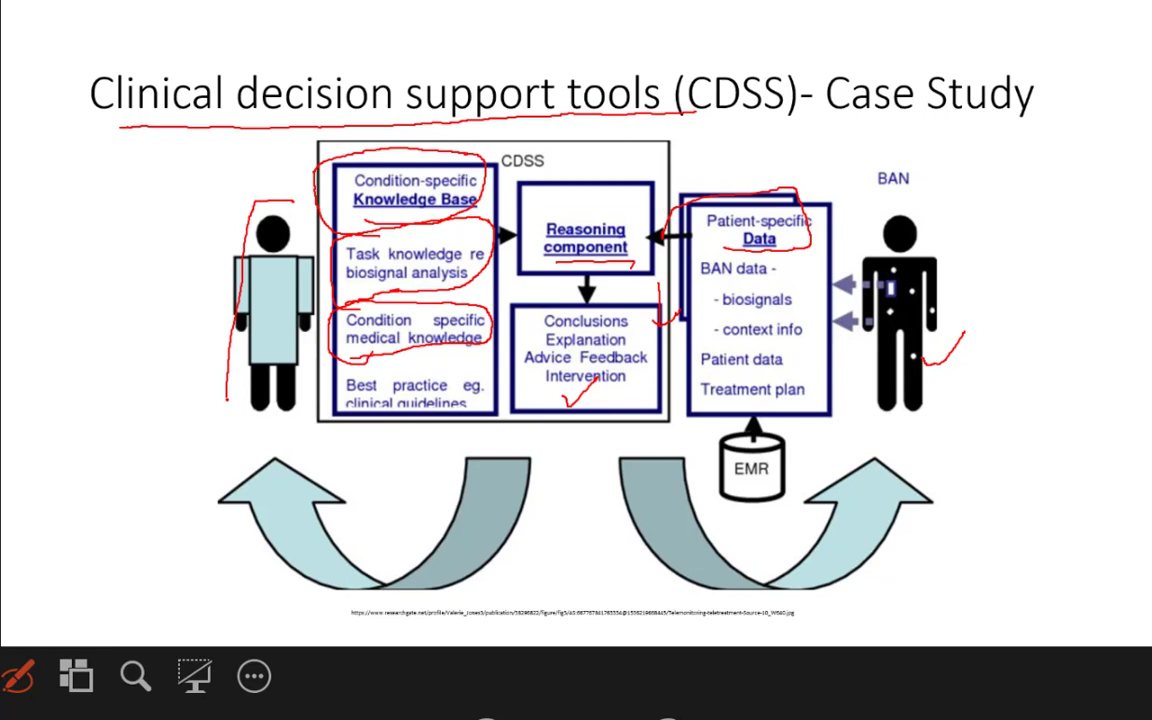 Clinical decision support tools (CDSS)- Case Study
CDSS
Condition-specific
Knowledge Base
Task knowledge re
biosignal analysis
Condition specific
medical knowledge
Best practice eg.
clinical guidelines
Reasoning
component
Conclusions
Explanation
Advice Feedback
Intervention
Patient-specific
Data
BAN data -
- biosignals
- context info
Patient data
Treatment plan
EMR
BAN